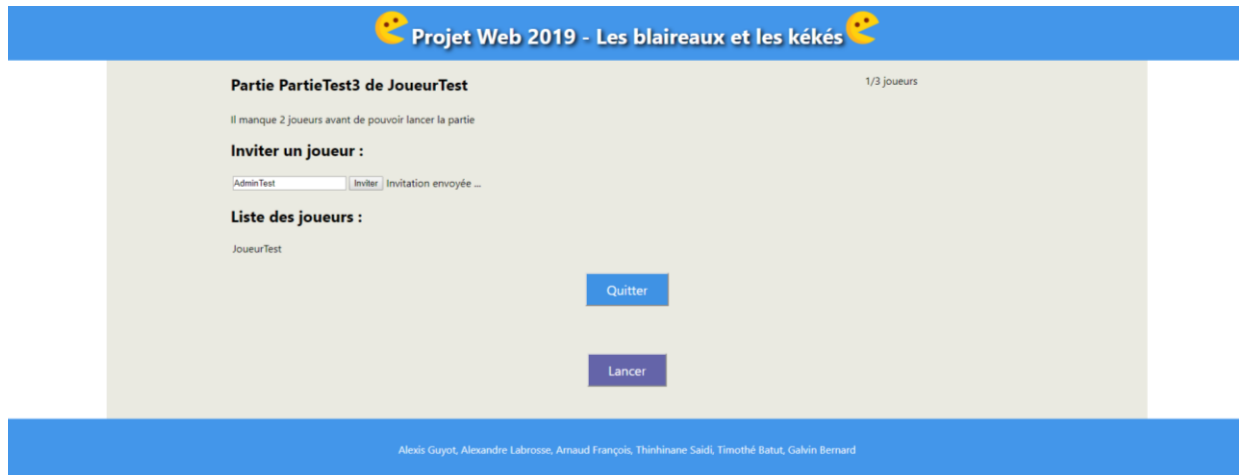 Projet Web 2019 - Les blaireaux et les kékés
Partie PartieTest3 de JoueurTest
1/3 joueurs
Il manque 2 joueurs avant de pouvoir lancer la partie
Inviter un joueur :
AdminTest Inviter Invitation envoyée ...
Liste des joueurs :
JoueurTest
Quitter
Lancer
Alexis Guyot, Alexandre Labrosse, Arnaud François, Thinhinane Saidi, Timothé Batut, Galvin Bernard